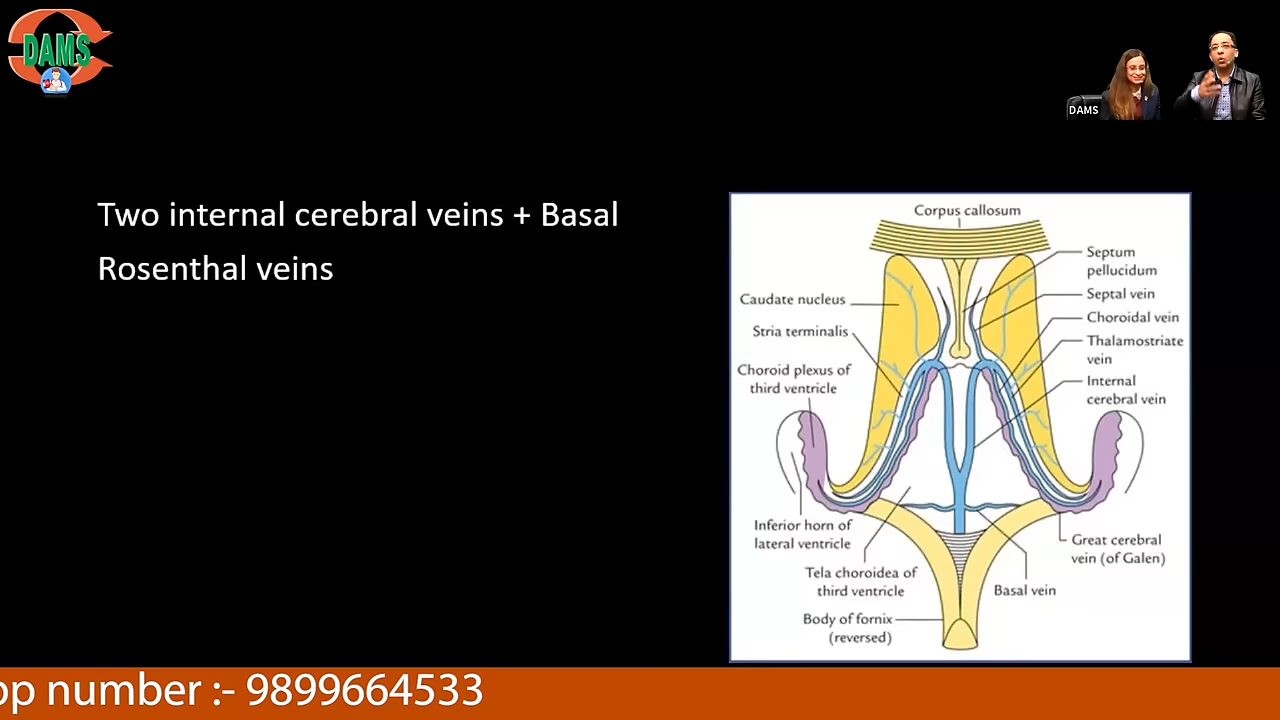 DAMS
DAMS
Two internal cerebral veins + Basal
Rosenthal veins
Corpus callosum
Septum
pellucidum
Septal vein
Choroidal vein
Thalamostriate
vein
Internal
cerebral vein
Caudate nucleus
Stria terminalis
Choroid plexus of
third ventricle
Inferior horn of
lateral ventricle
Tela choroidea of
third ventricle
Body of fornix
(reversed)
Great cerebral
vein (of Galen)
Basal vein
number :- 9899664533